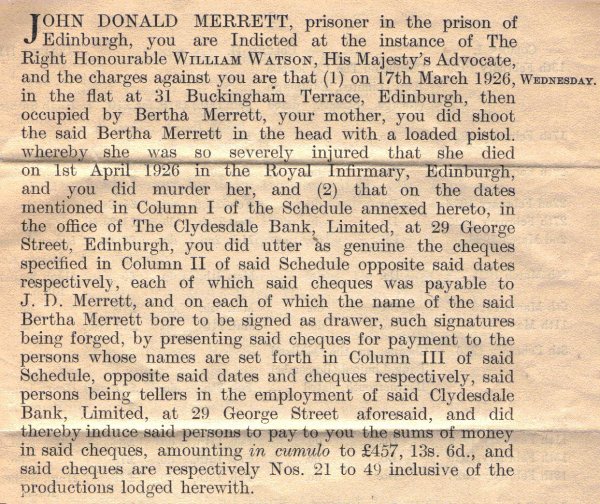 JOHN DONALD MERRETT, prisoner in the prison of
Edinburgh, you are Indicted at the instance of The
Right Honourable WILLIAM WATSON, His Majesty's Advocate,
and the charges against you are that (1) on 17th March 1926, WEDNESDAY.
in the flat at 31 Buckingham Terrace, Edinburgh, then
occupied by Bertha Merrett, your mother, you did shoot
the said Bertha Merrett in the head with a loaded pistol.
whereby she was so severely injured that she died
on 1st April 1926 in the Royal Infirmary, Edinburgh,
and you did murder her, and (2) that on the dates
mentioned in Column I of the Schedule annexed hereto, in
the office of The Clydesdale Bank, Limited, at 29 George
Street, Edinburgh, you did utter as genuine the cheques
specified in Column II of said Schedule opposite said dates
respectively, each of which said cheques was payable to
J. D. Merrett, and on each of which the name of the said
Bertha Merrett bore to be signed as drawer, such signatures
being forged, by presenting said cheques for payment to the
persons whose names are set forth in Column III of said
Schedule, opposite said dates and cheques respectively, said
persons being tellers in the employment of said Clydesdale
Bank, Limited, at 29 George Street aforesaid, and did
thereby induce said persons to pay to you the sums of money
in said cheques, amounting in cumulo to £457, 13s. 6d., and
said cheques are respectively Nos. 21 to 49 inclusive of the
productions lodged herewith.